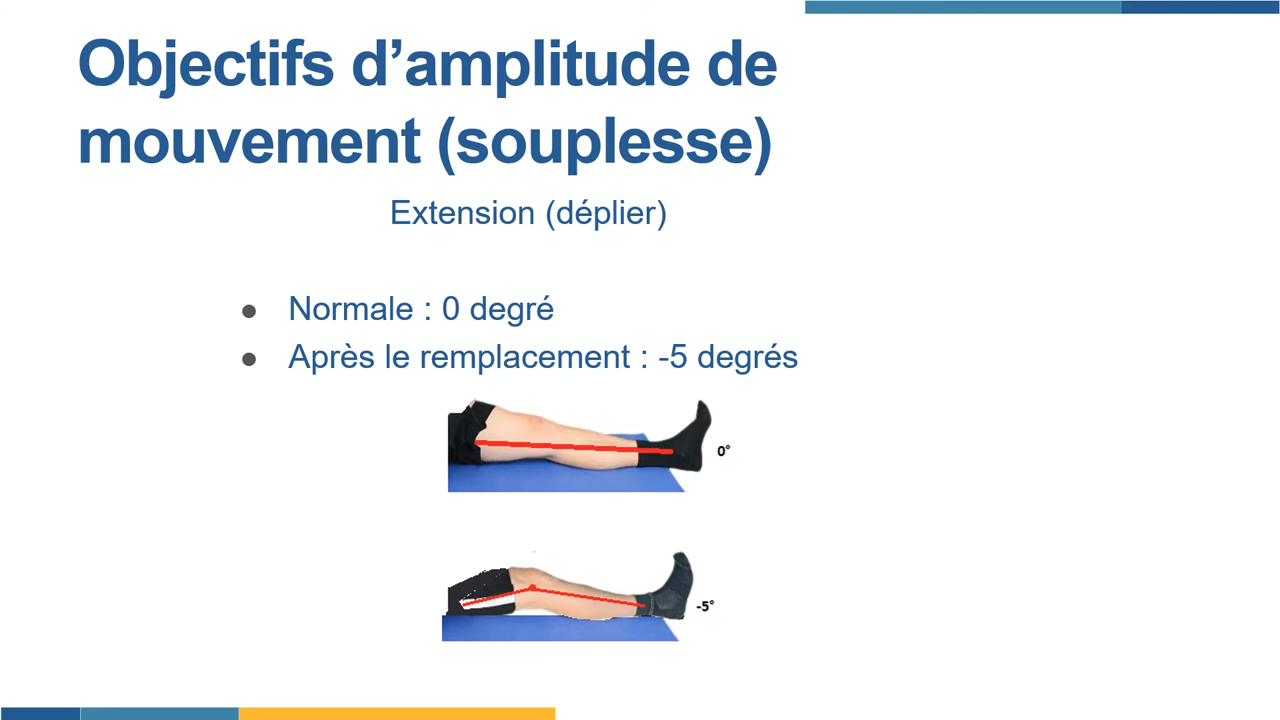 Objectifs d’amplitude de
mouvement (souplesse)
Extension (déplier)
● Normale : 0 degré
● Après le remplacement : -5 degrés
0°
-5°